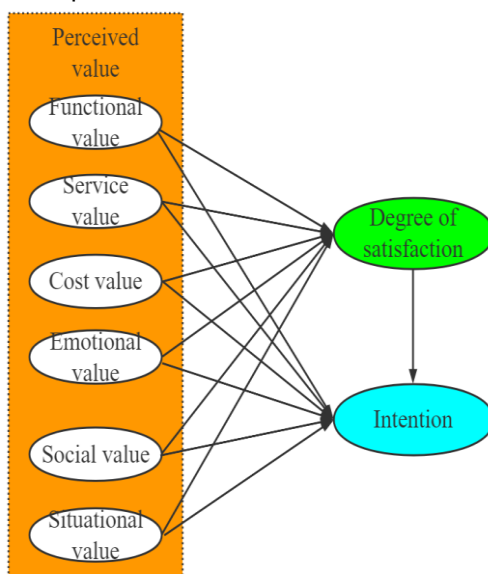 Perceived
value
Functional
value
Service
value
Cost value
Emotional
value
Social value
Situational
value
Degree of
satisfaction
Intention